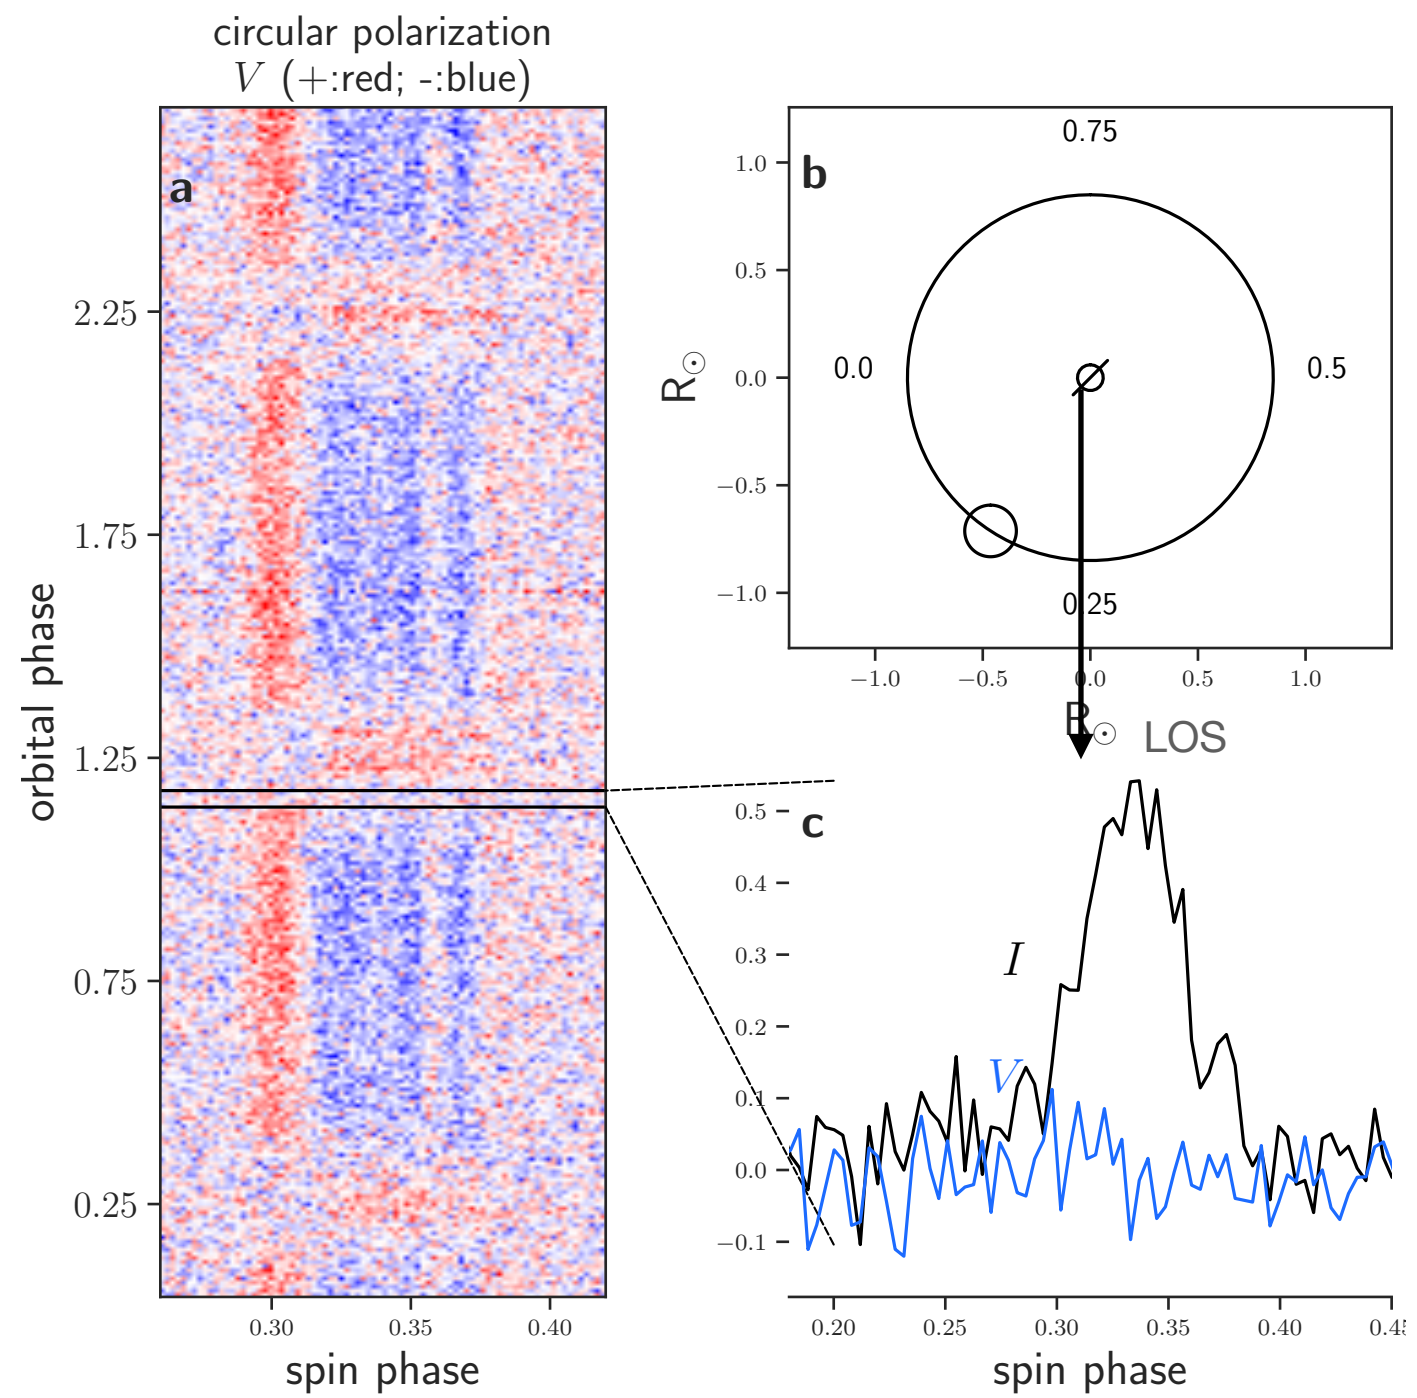 circular polarization
V (+:red; -:blue)
a
2.25
1.75
1.25
0.75
0.25
orbital phase
0.30 0.35 0.40
spin phase
b
0.75
0.0
0.5
0.25
1.0
0.5
0.0
−0.5
−1.0
R☉
−1.0 −0.5 0.0 0.5 1.0
R☉ LOS
c
0.5
0.4
0.3
0.2
0.1
0.0
−0.1
I
V
0.20 0.25 0.30 0.35 0.40 0.45
spin phase